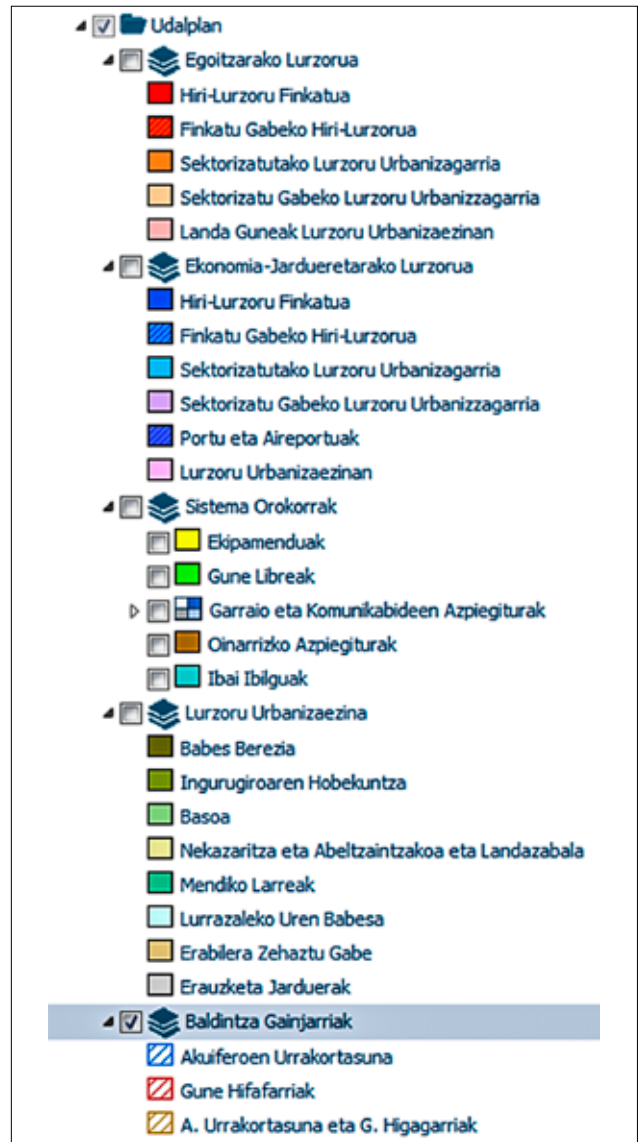 Udalplan
Egoitzarako Lurzorua
Hiri-Lurzoru Finkatua
Finkatu Gabeko Hiri-Lurzorua
Sektorizatutako Lurzoru Urbanizagarria
Sektorizatu Gabeko Lurzoru Urbanizzagarria
Landa Guneak Lurzoru Urbanizaezinan
Ekonomia-Jardueretarako Lurzorua
Hiri-Lurzoru Finkatua
Finkatu Gabeko Hiri-Lurzorua
Sektorizatutako Lurzoru Urbanizagarria
Sektorizatu Gabeko Lurzoru Urbanizzagarria
Portu eta Aireportuak
Lurzoru Urbanizaezinan
Sistema Orokorrak
Ekipamenduak
Gune Libreak
Garraio eta Komunikabideen Azpiegiturak
Oinarrizko Azpiegiturak
Ibai Ibilguak
Lurzoru Urbanizaezina
Babes Berezia
Ingurugiroaren Hobekuntza
Basoa
Nekazaritza eta Abeltzaintzakoa eta Landazabala
Mendiko Larreak
Lurrazaleko Uren Babesa
Erabilera Zehaztu Gabe
Erauzketa Jarduerak
Baldintza Gainjarriak
Akuiferoen Urrakortasuna
Gune Hifafarriak
A. Urrakortasuna eta G. Higagarriak